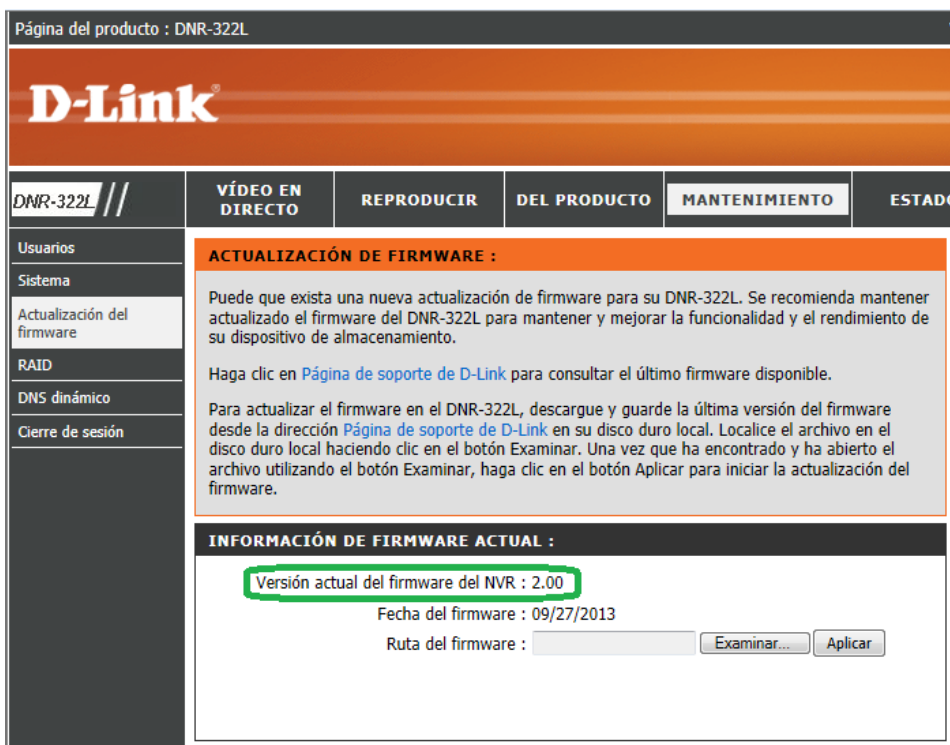 Página del producto : DNR-322L
D-Link®
DNR-322L
VÍDEO EN
DIRECTO
REPRODUCIR
DEL PRODUCTO
MANTENIMIENTO
ESTADO
Usuarios
Sistema
Actualización del
firmware
RAID
DNS dinámico
Cierre de sesión
ACTUALIZACIÓN DE FIRMWARE :
Puede que exista una nueva actualización de firmware para su DNR-322L. Se recomienda mantener
actualizado el firmware del DNR-322L para mantener y mejorar la funcionalidad y el rendimiento de
su dispositivo de almacenamiento.
Haga clic en Página de soporte de D-Link para consultar el último firmware disponible.
Para actualizar el firmware en el DNR-322L, descargue y guarde la última versión del firmware
desde la dirección Página de soporte de D-Link en su disco duro local. Localice el archivo en el
disco duro local haciendo clic en el botón Examinar. Una vez que ha encontrado y ha abierto el
archivo utilizando el botón Examinar, haga clic en el botón Aplicar para iniciar la actualización del
firmware.
INFORMACIÓN DE FIRMWARE ACTUAL :
Versión actual del firmware del NVR : 2.00
Fecha del firmware : 09/27/2013
Ruta del firmware : Examinar... Aplicar